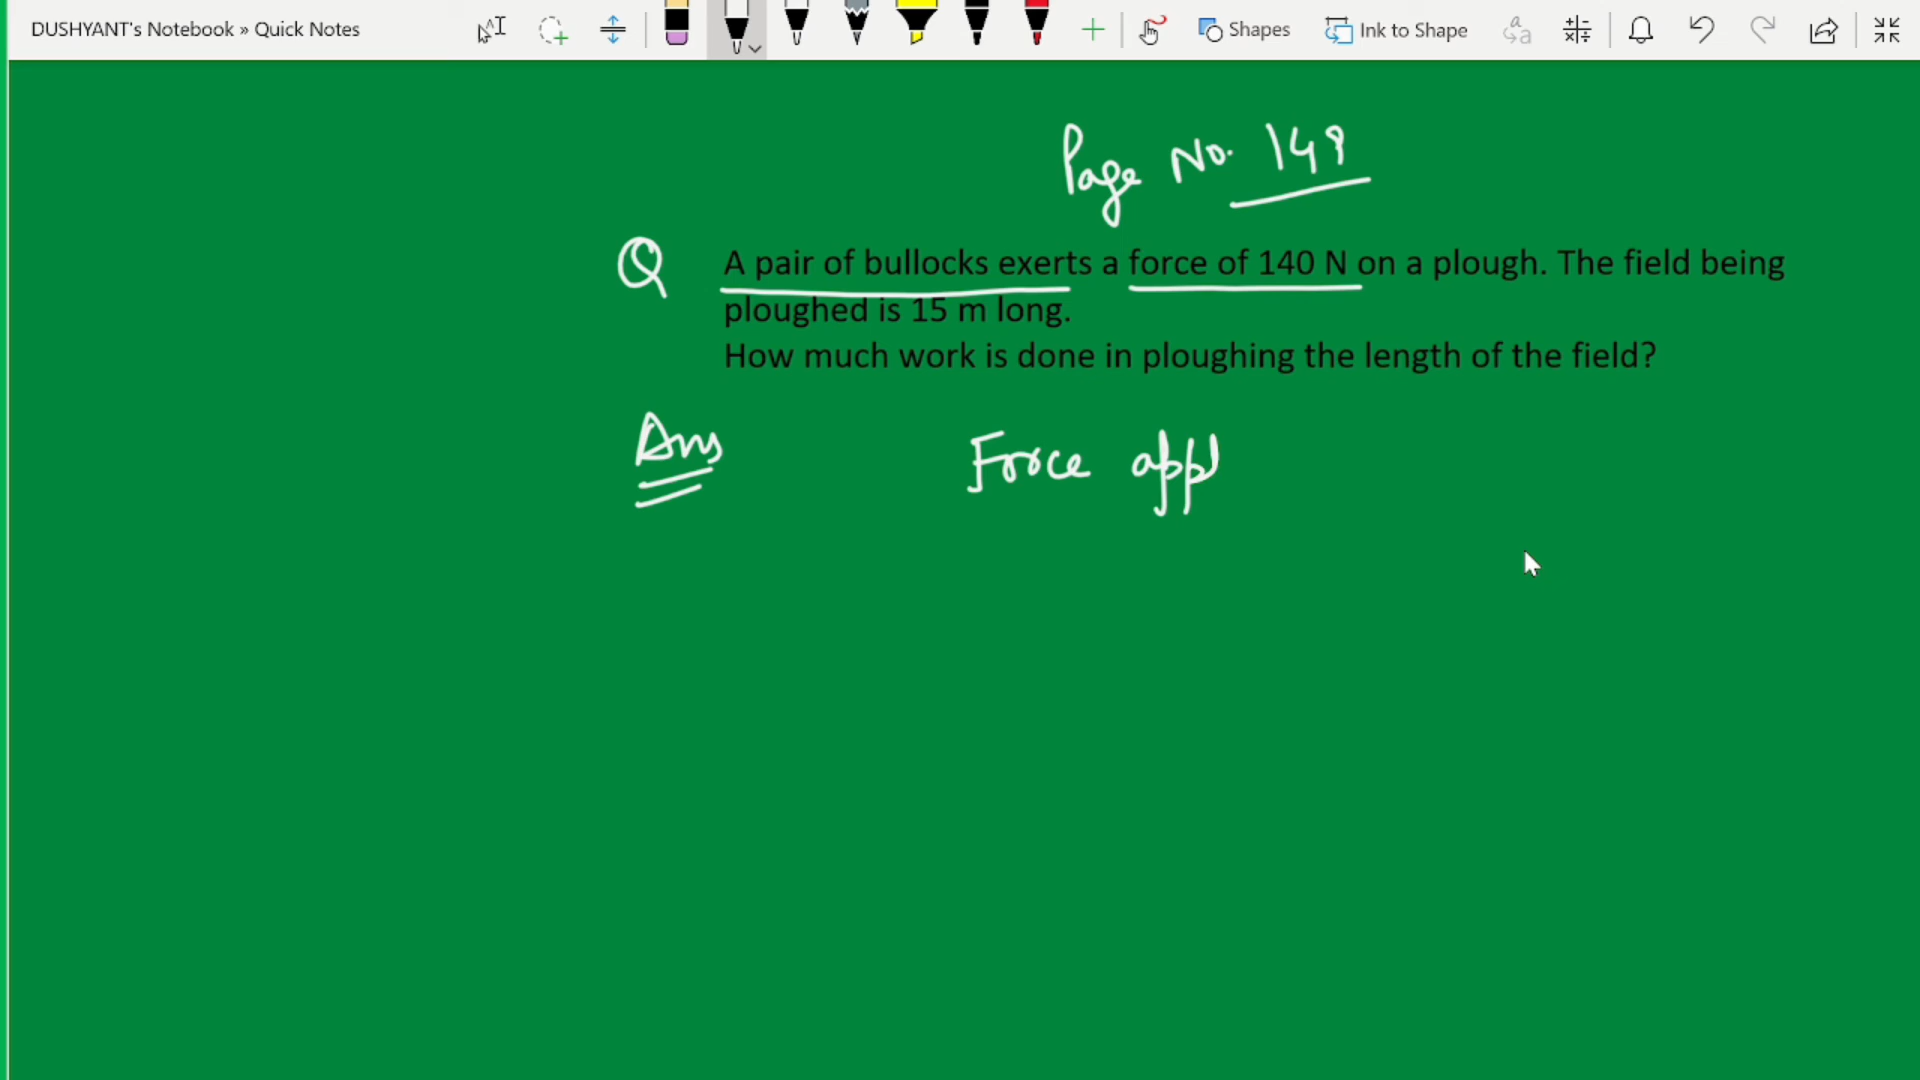 DUSHYANT's Notebook » Quick Notes
Shapes
Ink to Shape
Page No. 148
Q A pair of bullocks exerts a force of 140 N on a plough. The field being
ploughed is 15 m long.
How much work is done in ploughing the length of the field?
Ans Force appl